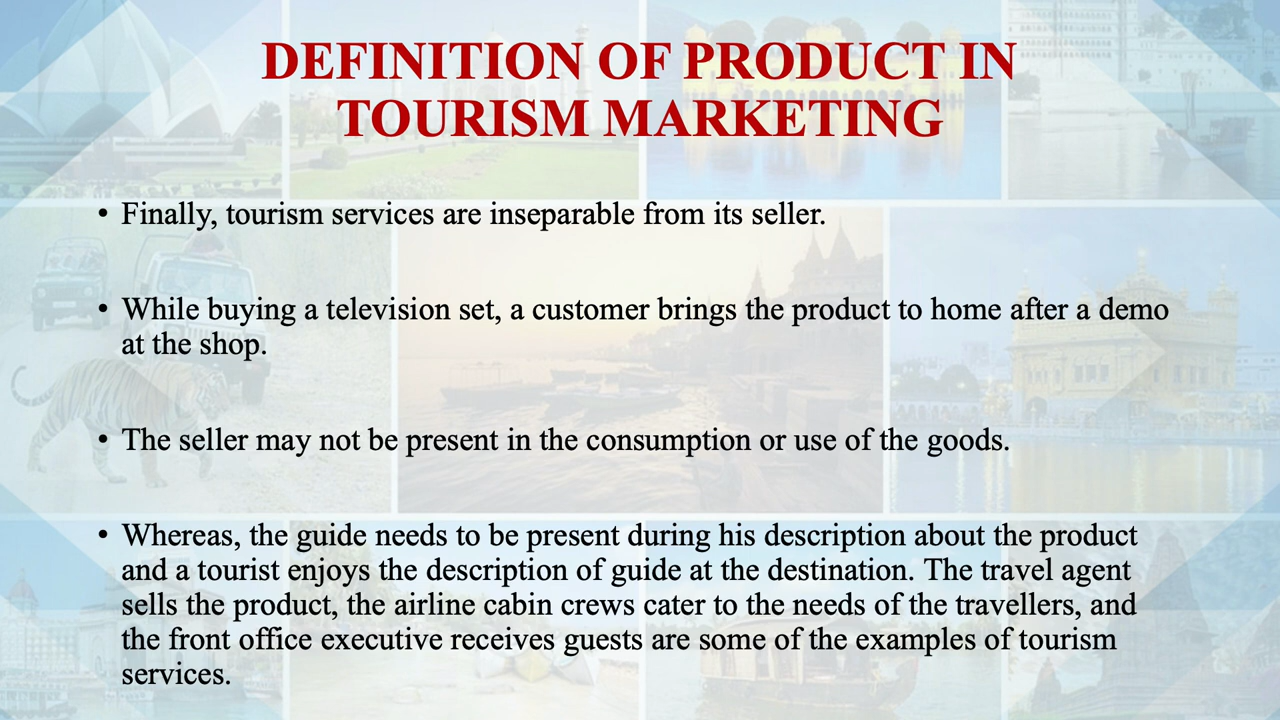 DEFINITION OF PRODUCT IN
TOURISM MARKETING
• Finally, tourism services are inseparable from its seller.
• While buying a television set, a customer brings the product to home after a demo
at the shop.
• The seller may not be present in the consumption or use of the goods.
• Whereas, the guide needs to be present during his description about the product
and a tourist enjoys the description of guide at the destination. The travel agent
sells the product, the airline cabin crews cater to the needs of the travellers, and
the front office executive receives guests are some of the examples of tourism
services.